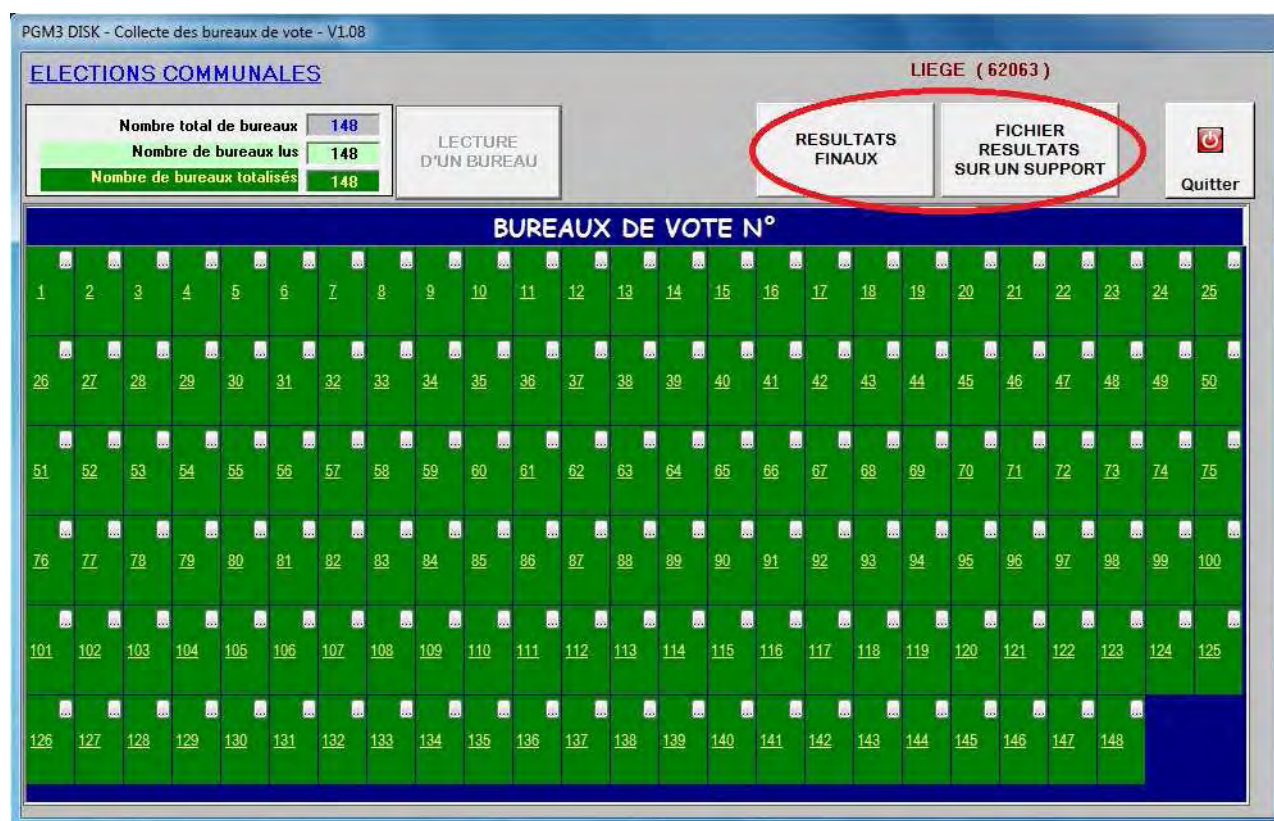 PGM3 DISK - Collecte des bureaux de vote - V1.08
ELECTIONS COMMUNALES
LIEGE ( 62063 )
Nombre total de bureaux 148
Nombre de bureaux lus 148
Nombre de bureaux totalisés 148
LECTURE
D'UN BUREAU
RESULTATS
FINAUX
FICHIER
RESULTATS
SUR UN SUPPORT
Quitter
BUREAUX DE VOTE N°
... ... ... ... ... ... ... ... ... ... ... ... ... ... ... ... ... ... ... ... ... ... ... ... ...
1 2 3 4 5 6 7 8 9 10 11 12 13 14 15 16 17 18 19 20 21 22 23 24 25
... ... ... ... ... ... ... ... ... ... ... ... ... ... ... ... ... ... ... ... ... ... ... ... ...
26 27 28 29 30 31 32 33 34 35 36 37 38 39 40 41 42 43 44 45 46 47 48 49 50
... ... ... ... ... ... ... ... ... ... ... ... ... ... ... ... ... ... ... ... ... ... ... ... ...
51 52 53 54 55 56 57 58 59 60 61 62 63 64 65 66 67 68 69 70 71 72 73 74 75
... ... ... ... ... ... ... ... ... ... ... ... ... ... ... ... ... ... ... ... ... ... ... ... ...
76 77 78 79 80 81 82 83 84 85 86 87 88 89 90 91 92 93 94 95 96 97 98 99 100
... ... ... ... ... ... ... ... ... ... ... ... ... ... ... ... ... ... ... ... ... ... ... ... ...
101 102 103 104 105 106 107 108 109 110 111 112 113 114 115 116 117 118 119 120 121 122 123 124 125
... ... ... ... ... ... ... ... ... ... ... ... ... ... ... ... ... ... ... ... ... ... ...
126 127 128 129 130 131 132 133 134 135 136 137 138 139 140 141 142 143 144 145 146 147 148